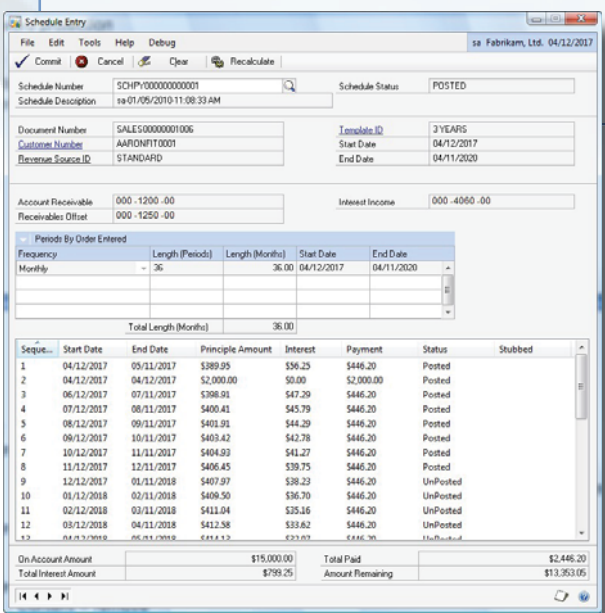 Schedule Entry
File Edit Tools Help Debug sa Fabrikam, Ltd. 04/12/2017
Commit Cancel Clear Recalculate
Schedule Number SCHPY000000000001 Schedule Status POSTED
Schedule Description sa-01/05/2010-11:08:33 AM
Document Number SALES00000001006 Template ID 3 YEARS
Customer Number AARONFIT0001 Start Date 04/12/2017
Revenue Source ID STANDARD End Date 04/11/2020
Account Receivable 000 -1200 -00 Interest Income 000 -4060 -00
Receivables Offset 000 -1250 -00
Periods By Order Entered
Frequency Length (Periods) Length (Months) Start Date End Date
Monthly 36 36.00 04/12/2017 04/11/2020
Total Length (Months) 36.00
Seque... Start Date End Date Principle Amount Interest Payment Status Stubbed
1 04/12/2017 05/11/2017 $389.95 $56.25 $446.20 Posted
2 04/12/2017 04/12/2017 $2,000.00 $0.00 $2,000.00 Posted
3 06/12/2017 07/11/2017 $398.91 $47.29 $446.20 Posted
4 07/12/2017 08/11/2017 $400.41 $45.79 $446.20 Posted
5 08/12/2017 09/11/2017 $401.91 $44.29 $446.20 Posted
6 09/12/2017 10/11/2017 $403.42 $42.78 $446.20 Posted
7 10/12/2017 11/11/2017 $404.93 $41.27 $446.20 Posted
8 11/12/2017 12/11/2017 $406.45 $39.75 $446.20 Posted
9 12/12/2017 01/11/2018 $407.97 $38.23 $446.20 UnPosted
10 01/12/2018 02/11/2018 $409.50 $36.70 $446.20 UnPosted
11 02/12/2018 03/11/2018 $411.04 $35.16 $446.20 UnPosted
12 03/12/2018 04/11/2018 $412.58 $33.62 $446.20 UnPosted
13 04/12/2018 05/11/2018 $414.13 $32.07 $446.20 UnPosted
On Account Amount $15,000.00 Total Paid $2,446.20
Total Interest Amount $799.25 Amount Remaining $13,353.05